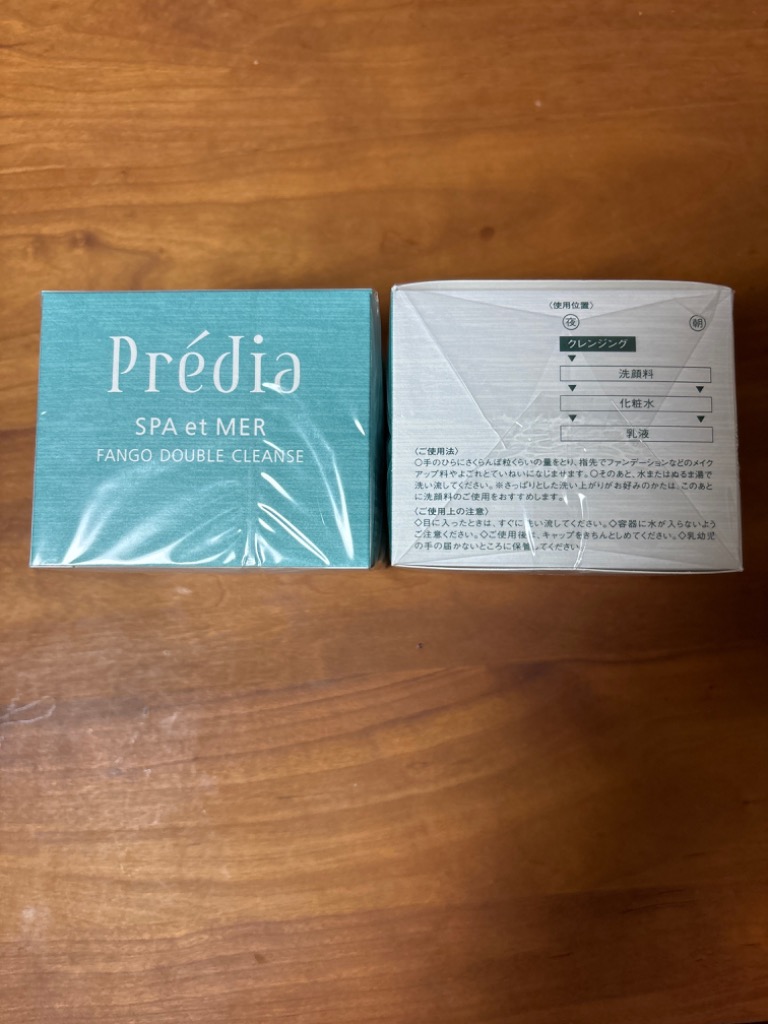 Prédia
SPA et MER
FANGO DOUBLE CLEANSE
〈使用位置〉
夜 朝
クレンジング
洗顔料
化粧水
乳液
〈ご使用法〉
○手のひらにさくらんぼ粒くらいの量をとり、指先でファンデーションなどのメイク
アップ料やよごれとていねいになじませます。○そのあと、水またはぬるま湯で
洗い流してください。※さっぱりとした洗い上がりがお好みのかたは、このあと
に洗顔料のご使用をおすすめします。
〈ご使用上の注意〉
◇目に入ったときは、すぐに洗い流してください。◇容器に水が入らないよう
ご注意ください。◇ご使用後は、キャップをきちんとしめてください。◇乳幼児
の手の届かないところに保管してください。